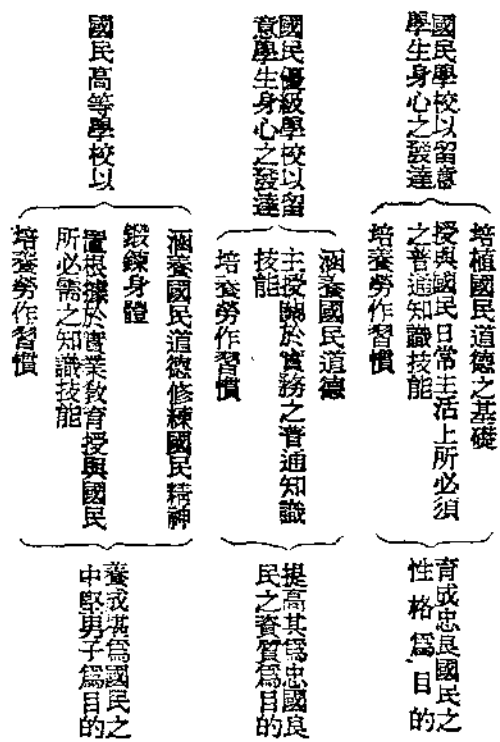 國民學校以留意
學生身心之發達
培植國民道德之基礎
授與國民日常主活上所必須
之普通知識技能
培養勞作習慣
育成忠良國民之
性格爲目的
國民優級學校以留
意學生身心之發達
涵養國民道德
主授關於實務之普通知識
技能
培養勞作習慣
提高其爲忠國良
民之資質爲目的
國民高等學校以
涵養國民道德修練國民精神
鍛鍊身體
置根據於實業敎育授與國民
所必需之知識技能
培養勞作習慣
養成堪爲國民之
中堅男子爲目的